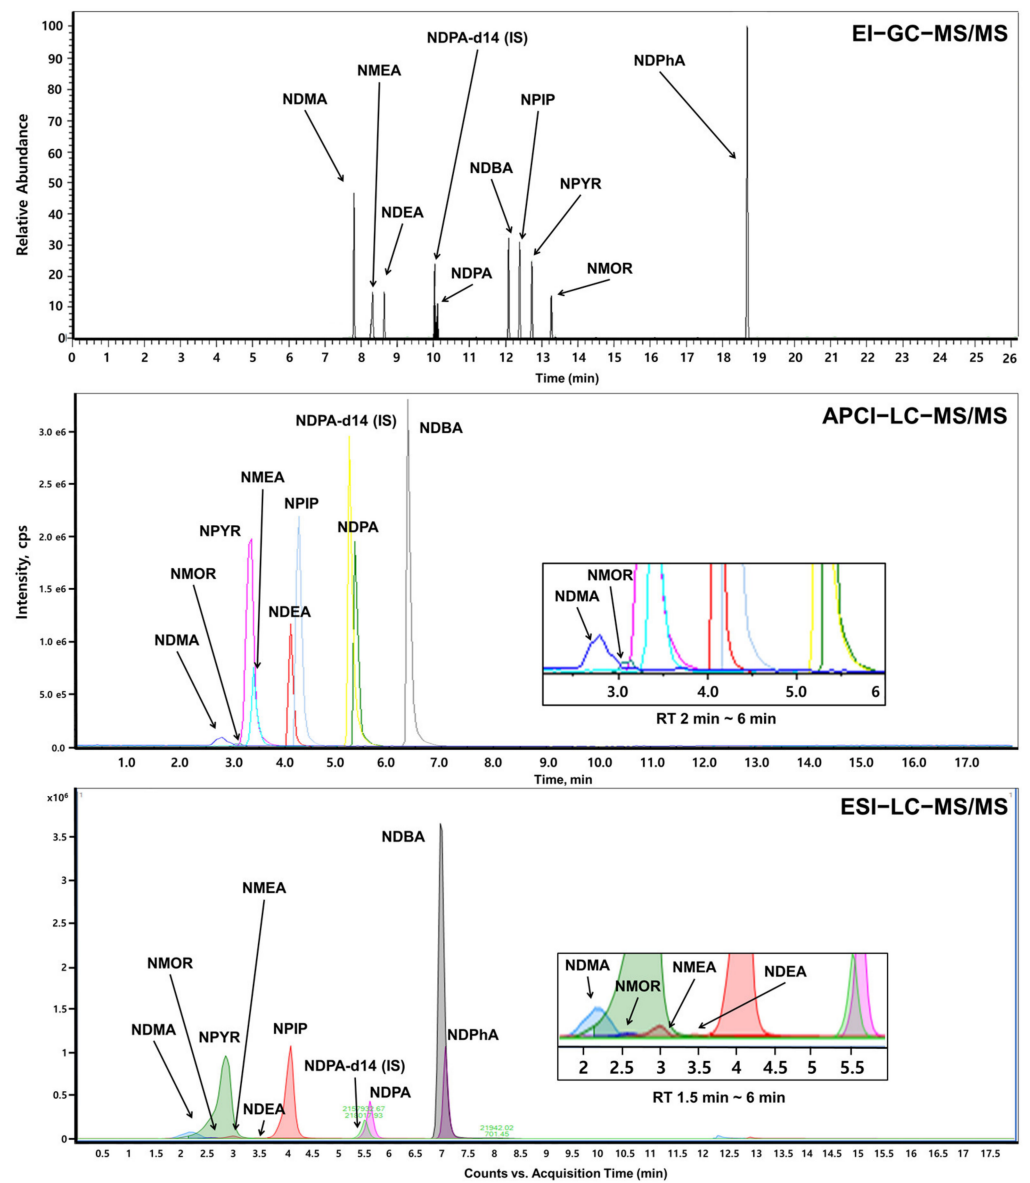 EI−GC−MS/MS
Relative Abundance
100
90
80
70
60
50
40
30
20
10
0
NDMA
NMEA
NDEA
NDPA-d14 (IS)
NDPA
NDBA
NPIP
NPYR
NMOR
NDPhA
0 1 2 3 4 5 6 7 8 9 10 11 12 13 14 15 16 17 18 19 20 21 22 23 24 25 26
Time (min)
APCI−LC−MS/MS
Intensity, cps
3.0 e6
2.5 e6
2.0 e6
1.5 e6
1.0 e6
5.0 e5
0.0
NDMA
NMOR
NPYR
NMEA
NDEA
NPIP
NDPA-d14 (IS)
NDPA
NDBA
1.0 2.0 3.0 4.0 5.0 6.0 7.0 8.0 9.0 10.0 11.0 12.0 13.0 14.0 15.0 16.0 17.0
Time, min
NDMA
NMOR
3.0 4.0 5.0 6
RT 2 min ~ 6 min
ESI−LC−MS/MS
x10⁶
3.5
3
2.5
2
1.5
1
0.5
0
NDMA
NMOR
NPYR
NMEA
NDEA
NPIP
NDPA-d14 (IS)
NDPA
NDBA
NDPhA
21942.02
701.45
0.5 1 1.5 2 2.5 3 3.5 4 4.5 5 5.5 6 6.5 7 7.5 8 8.5 9 9.5 10 10.5 11 11.5 12 12.5 13 13.5 14 14.5 15 15.5 16 16.5 17 17.5
Counts vs. Acquisition Time (min)
NDMA
NMOR
NMEA
NDEA
2 2.5 3 3.5 4 4.5 5 5.5
RT 1.5 min ~ 6 min